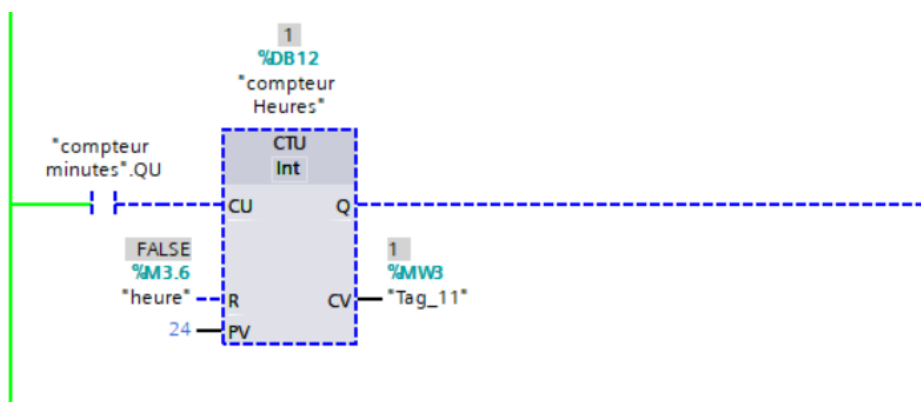 1
%DB12
"compteur
Heures"
"compteur
minutes".QU
CTU
Int
CU
Q
FALSE
%M3.6
"heure"
R
1
%MW3
CV
"Tag_11"
24
PV